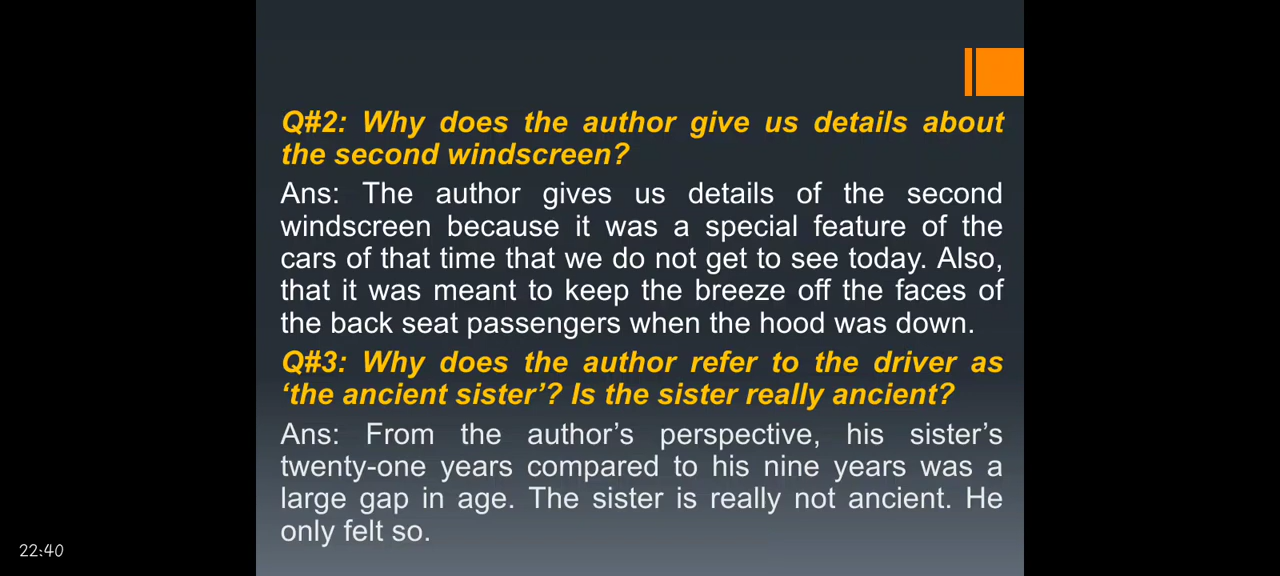 Q#2: Why does the author give us details about
the second windscreen?
Ans: The author gives us details of the second
windscreen because it was a special feature of the
cars of that time that we do not get to see today. Also,
that it was meant to keep the breeze off the faces of
the back seat passengers when the hood was down.
Q#3: Why does the author refer to the driver as
‘the ancient sister’? Is the sister really ancient?
Ans: From the author’s perspective, his sister’s
twenty-one years compared to his nine years was a
large gap in age. The sister is really not ancient. He
only felt so.
22:40